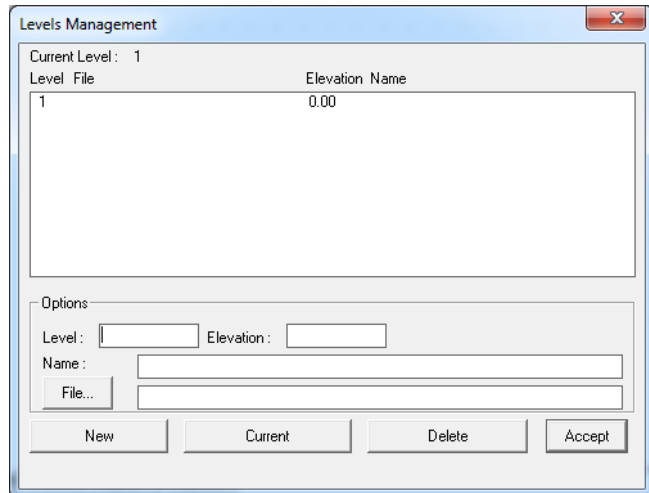 Levels Management
Current Level : 1
Level File Elevation Name
1 0.00
Options
Level : Elevation :
Name :
File...
New Current Delete Accept